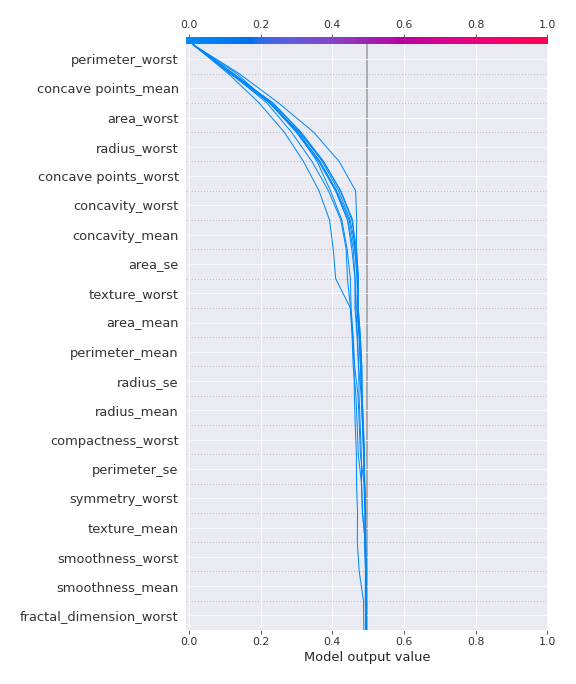 0.0 0.2 0.4 0.6 0.8 1.0
perimeter_worst
concave points_mean
area_worst
radius_worst
concave points_worst
concavity_worst
concavity_mean
area_se
texture_worst
area_mean
perimeter_mean
radius_se
radius_mean
compactness_worst
perimeter_se
symmetry_worst
texture_mean
smoothness_worst
smoothness_mean
fractal_dimension_worst
0.0 0.2 0.4 0.6 0.8 1.0
Model output value